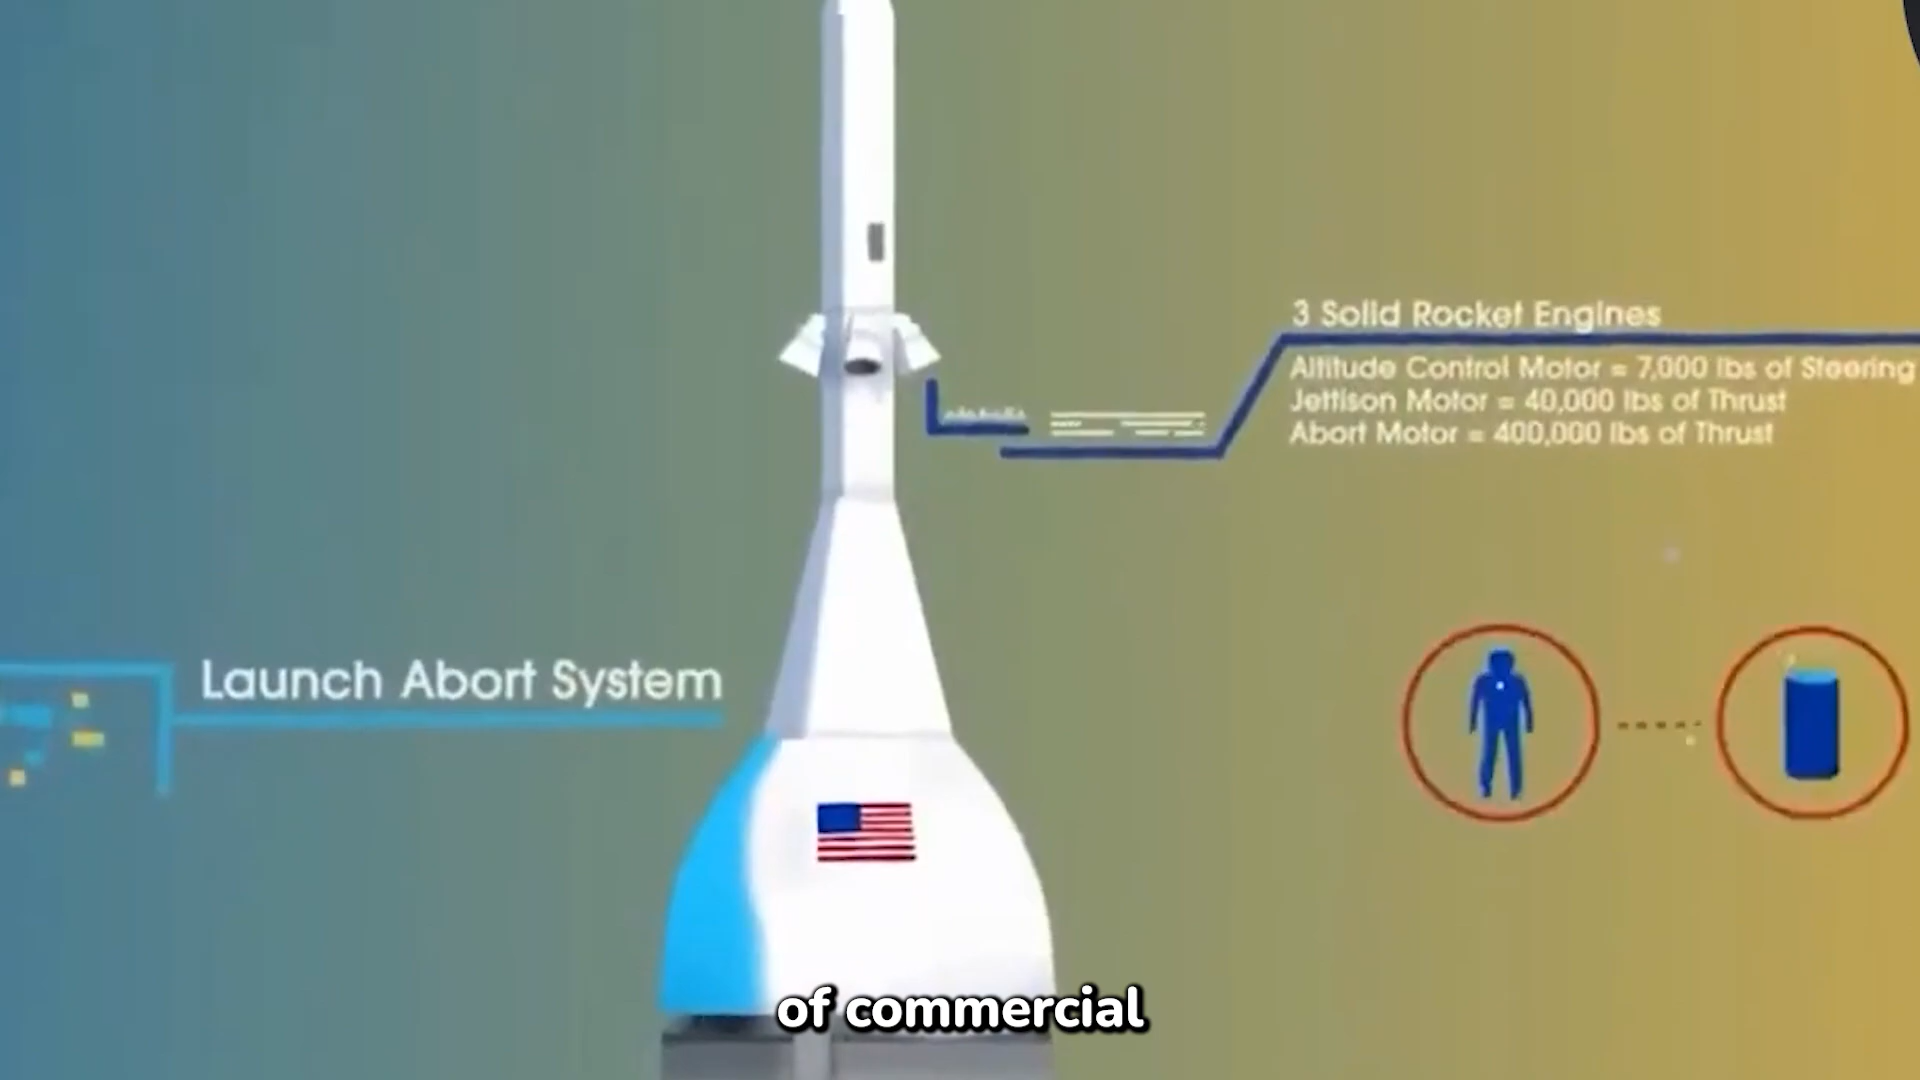 3 Solid Rocket Engines
Altitude Control Motor = 7,000 lbs of Steering
Jettison Motor = 40,000 lbs of Thrust
Abort Motor = 400,000 lbs of Thrust
Launch Abort System
of commercial